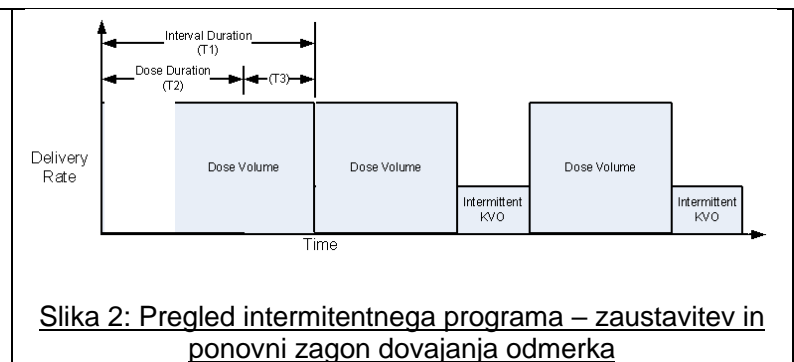 Interval Duration
(T1)
Dose Duration
(T2)
(T3)
Delivery
Rate
Dose Volume
Dose Volume
Dose Volume
Intermittent
KVO
Intermittent
KVO
Time
Slika 2: Pregled intermitentnega programa – zaustavitev in
ponovni zagon dovajanja odmerka